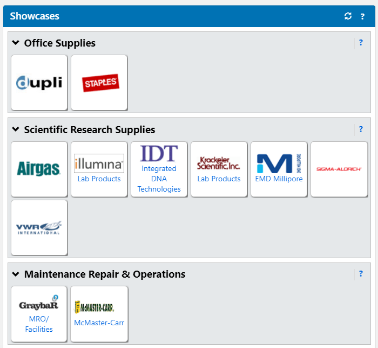 Showcases ?
Office Supplies ?
dupli
STAPLES
Scientific Research Supplies ?
Airgas
illumina
Lab Products
IDT
Integrated
DNA
Technologies
Krackeler
Scientific, Inc.
Lab Products
EMD Millipore
SIGMA-ALDRICH
VWR
INTERNATIONAL
Maintenance Repair & Operations ?
GraybaR
MRO/
Facilities
McMASTER-CARR
McMaster-Carr